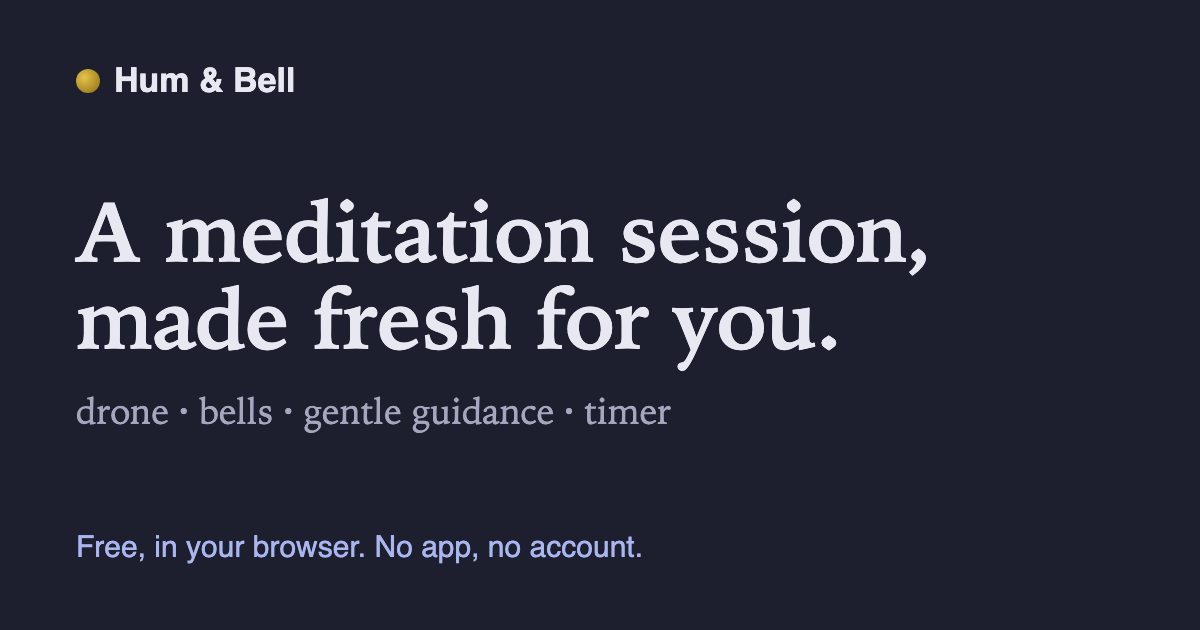 Hum & Bell
A meditation session,
made fresh for you.
drone · bells · gentle guidance · timer
Free, in your browser. No app, no account.